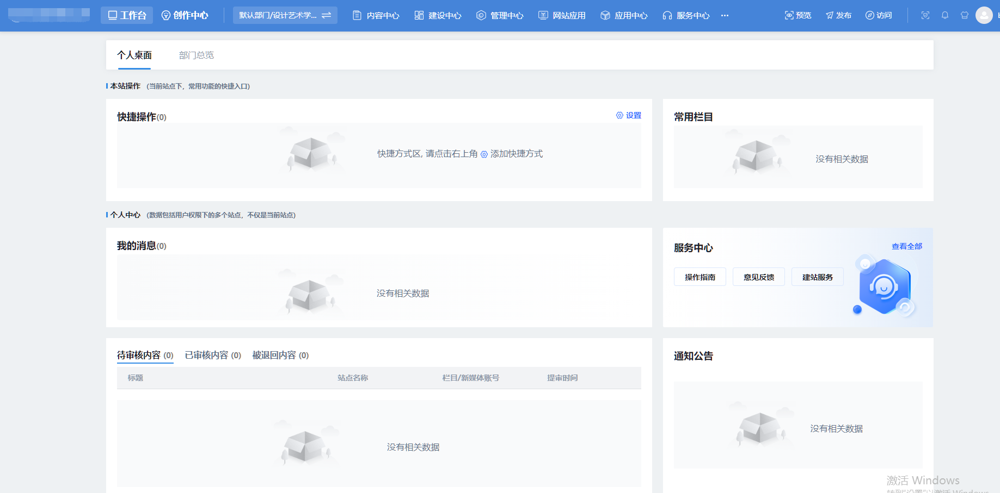 工作台 创作中心 默认部门/设计艺术学... 内容中心 建设中心 管理中心 网站应用 应用中心 服务中心 ... 预览 发布 访问
个人桌面 部门总览
本站操作 (当前站点下，常用功能的快捷入口)
快捷操作(0) 设置
快捷方式区, 请点击右上角 添加快捷方式
常用栏目
没有相关数据
个人中心 (数据包括用户权限下的多个站点，不仅是当前站点)
我的消息(0)
没有相关数据
服务中心 查看全部
操作指南 意见反馈 建站服务
待审核内容 (0) 已审核内容 (0) 被退回内容 (0)
标题 站点名称 栏目/新媒体账号 提审时间
没有相关数据
通知公告
没有相关数据
激活 Windows
转到"设置"以激活 Windows